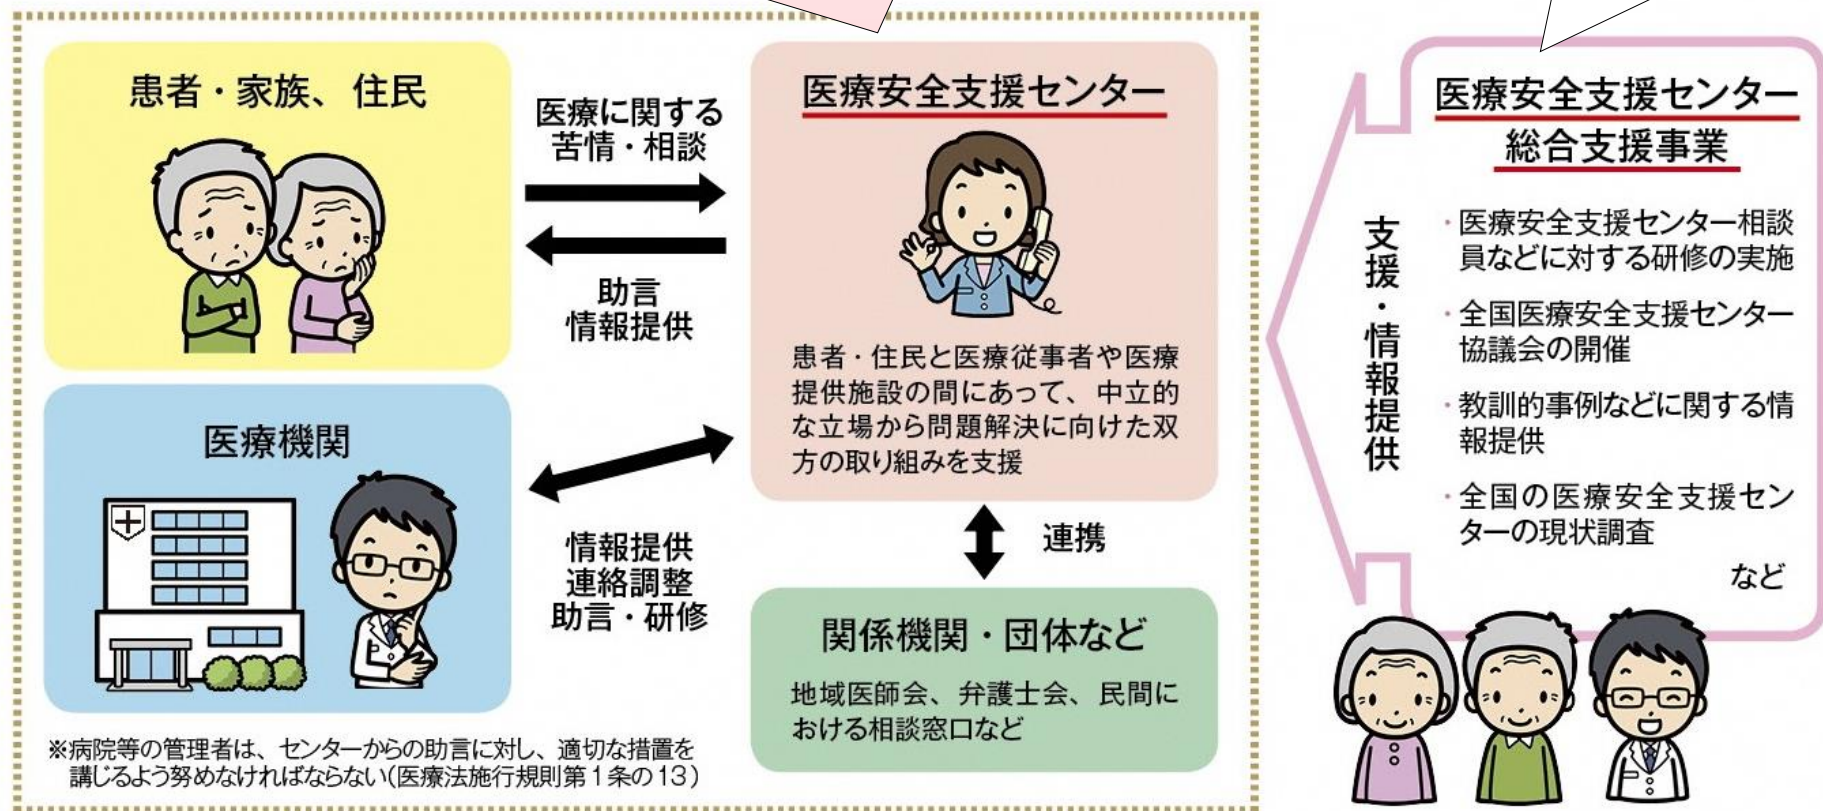 患者・家族、住民
医療に関する
苦情・相談
助言
情報提供
医療安全支援センター
患者・住民と医療従事者や医療
提供施設の間にあって、中立的
な立場から問題解決に向けた双
方の取り組みを支援
医療機関
情報提供
連絡調整
助言・研修
連携
関係機関・団体など
地域医師会、弁護士会、民間に
おける相談窓口など
※病院等の管理者は、センターからの助言に対し、適切な措置を
講じるよう努めなければならない(医療法施行規則第1条の13)
支援・情報提供
医療安全支援センター
総合支援事業
・医療安全支援センター相談
員などに対する研修の実施
・全国医療安全支援センター
協議会の開催
・教訓的事例などに関する情
報提供
・全国の医療安全支援セン
ターの現状調査
など